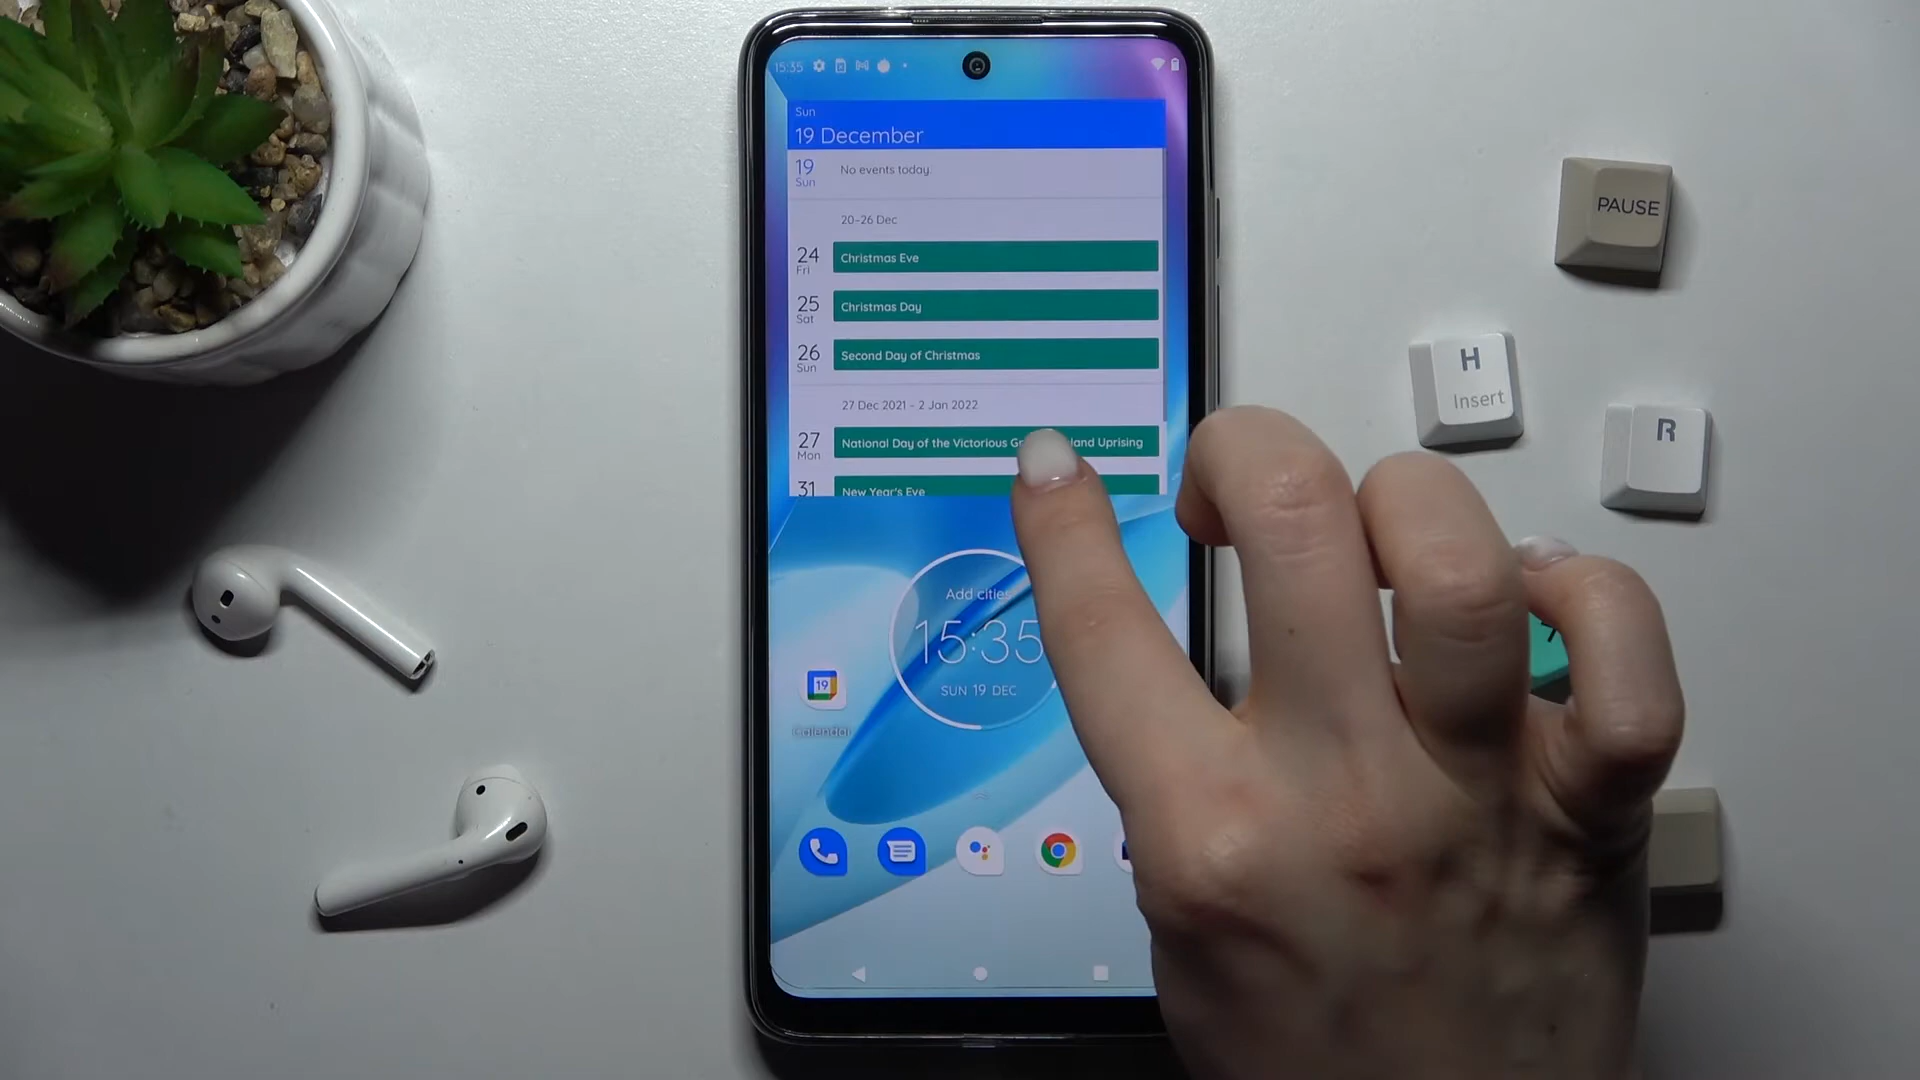 15:35
Sun
19 December
19
Sun
No events today.
20–26 Dec
24
Fri
Christmas Eve
25
Sat
Christmas Day
26
Sun
Second Day of Christmas
27 Dec 2021 – 2 Jan 2022
27
Mon
National Day of the Victorious land Uprising
31
New Year's Eve
Add cities
15:35
SUN 19 DEC
19
Calendar
PAUSE
H
Insert
R